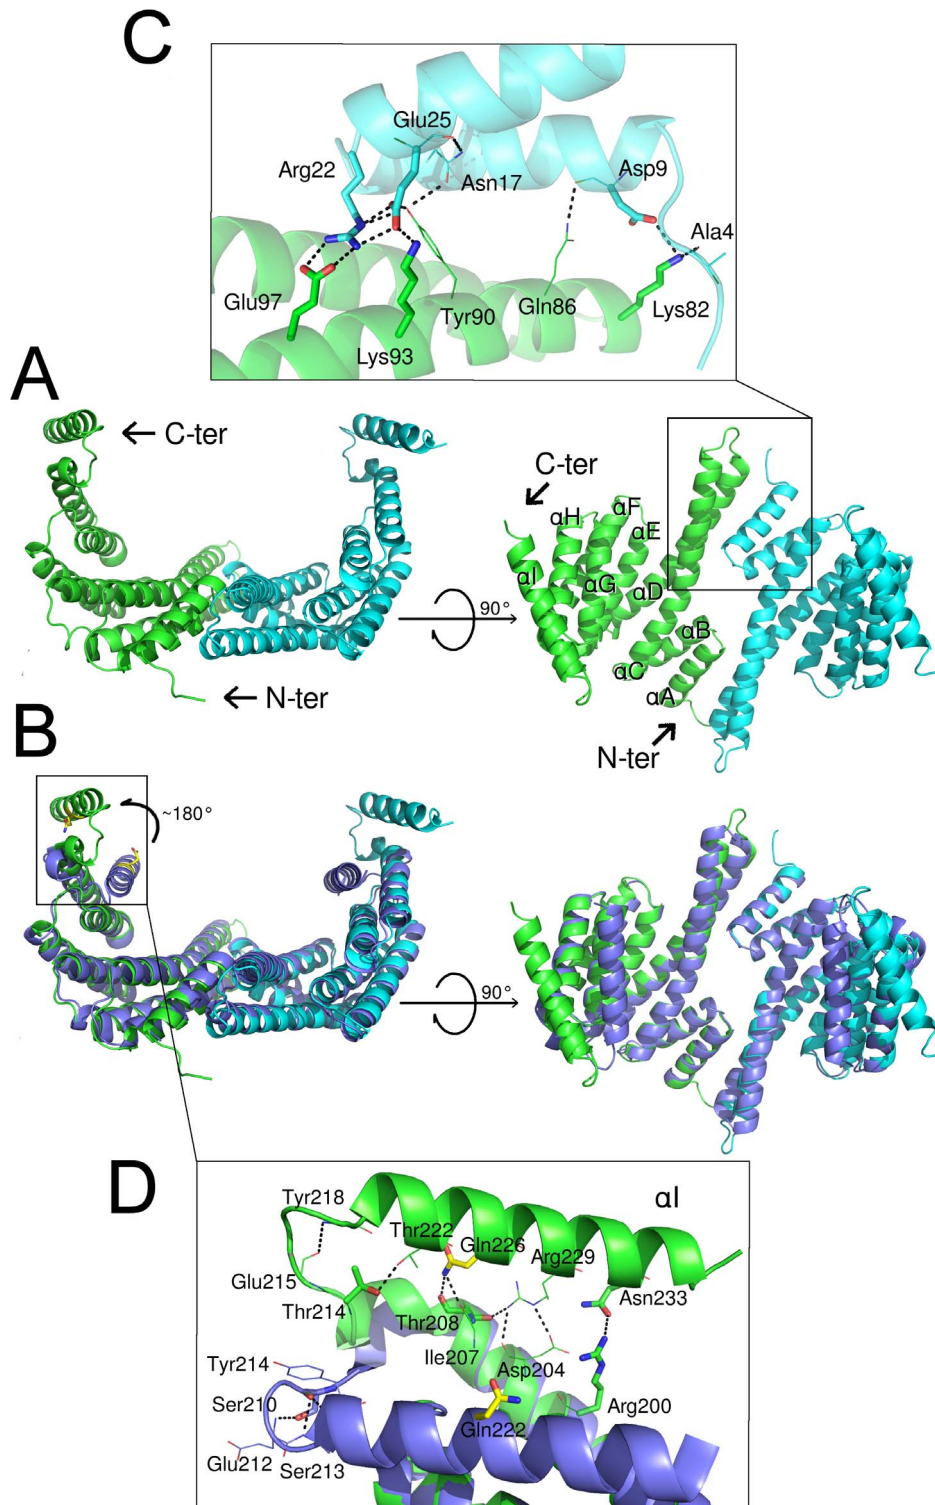 C
Glu25
Arg22
Asn17
Asp9
Ala4
Glu97
Tyr90
Gln86
Lys82
Lys93
A
C-ter
C-ter
αH
αF
αE
αI
αG
αD
90°
αB
αC
αA
N-ter
N-ter
B
~180°
90°
D
αI
Tyr218
Thr222
Gln226
Arg229
Glu215
Asn233
Thr214
Thr208
Ile207
Tyr214
Asp204
Ser210
Arg200
Gln222
Glu212
Ser213